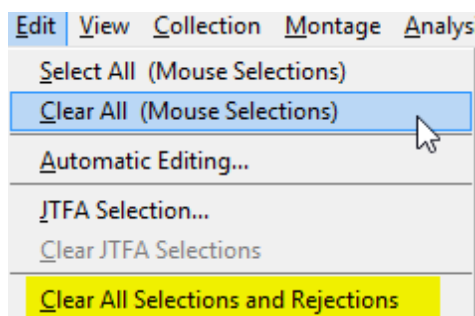 Edit View Collection Montage Analys
Select All (Mouse Selections)
Clear All (Mouse Selections)
Automatic Editing...
JTFA Selection...
Clear JTFA Selections
Clear All Selections and Rejections